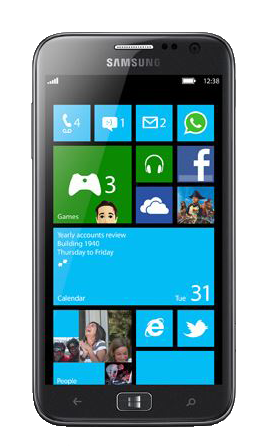 SAMSUNG
12:38
4
1
2
3
Games
Yearly accounts review
Building 1940
Thursday to Friday
Calendar
Tue 31
People